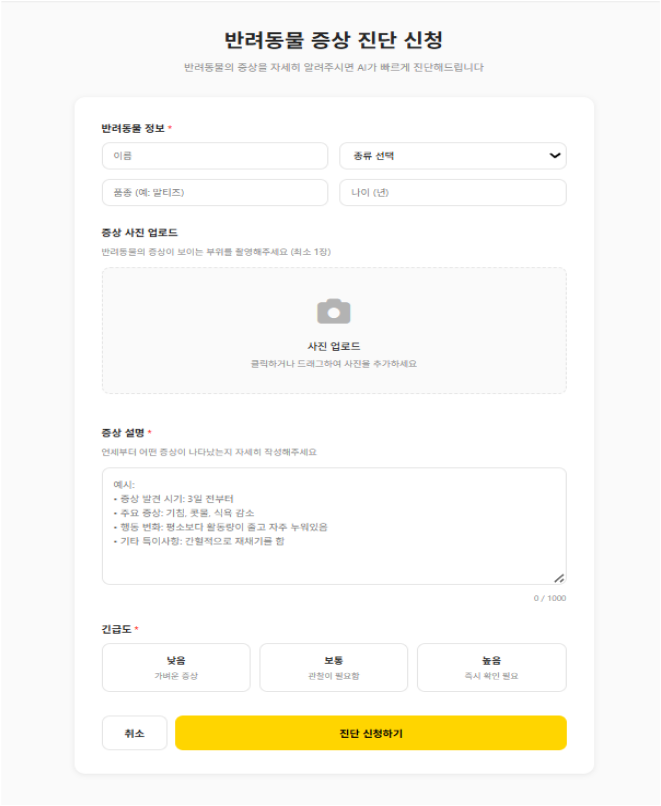 반려동물 증상 진단 신청
반려동물의 증상을 자세히 알려주시면 AI가 빠르게 진단해드립니다
반려동물 정보 *
이름
종류 선택
품종 (예: 말티즈)
나이 (년)
증상 사진 업로드
반려동물의 증상이 보이는 부위를 촬영해주세요 (최소 1장)
사진 업로드
클릭하거나 드래그하여 사진을 추가하세요
증상 설명 *
언제부터 어떤 증상이 나타났는지 자세히 작성해주세요
예시:
• 증상 발견 시기: 3일 전부터
• 주요 증상: 기침, 콧물, 식욕 감소
• 행동 변화: 평소보다 활동량이 줄고 자주 누워있음
• 기타 특이사항: 간헐적으로 재채기를 함
0 / 1000
긴급도 *
낮음
가벼운 증상
보통
관찰이 필요함
높음
즉시 확인 필요
취소
진단 신청하기